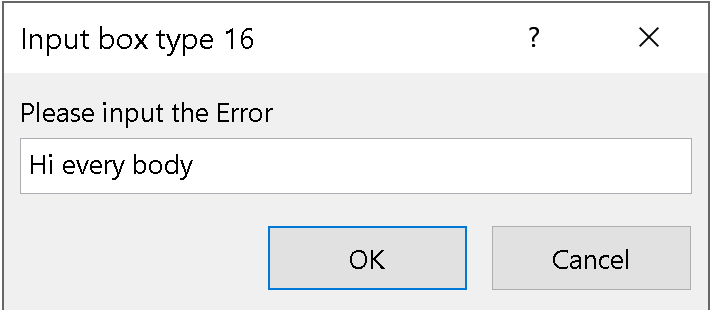 Input box type 16 ?
Please input the Error
Hi every body
OK Cancel